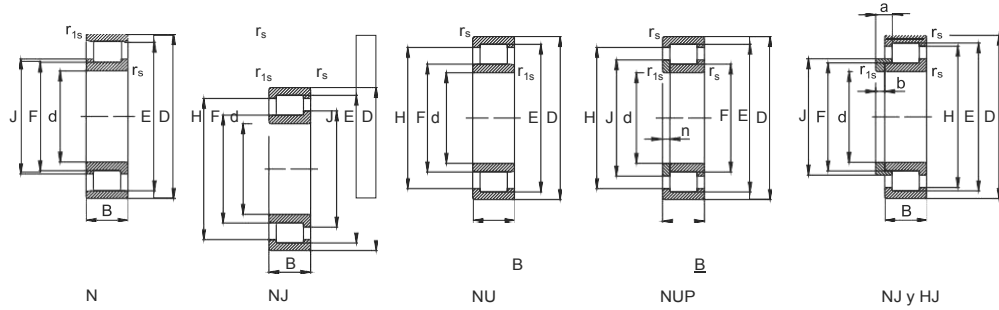 r1s
rs
J F d E D
B
N
rs
r1s rs
H F d J E D
B
NJ
rs
r1s
H F d E D
B
NU
rs
r1s rs
H J d n F E D
B
NUP
a
rs
r1s b rs
J F d H E D
B
NJ y HJ